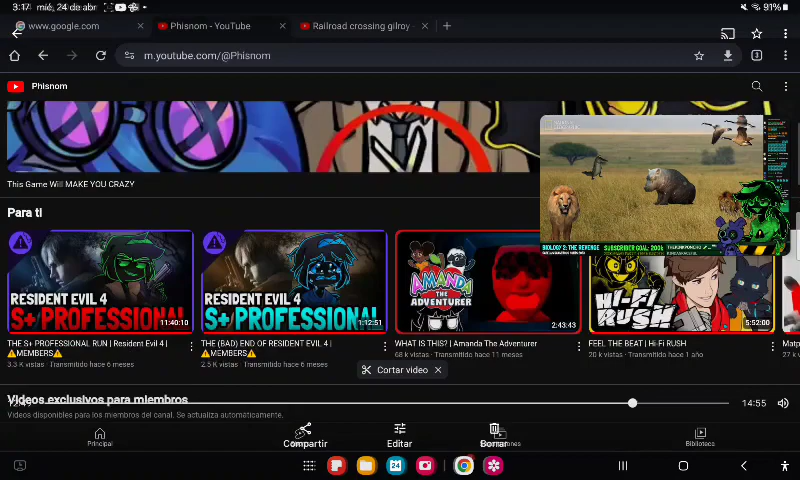 3:17 mié, 24 de abr
91%
www.google.com
Phisnom - YouTube
Railroad crossing gilroy
m.youtube.com/@Phisnom
3
Phisnom
This Game Will MAKE YOU CRAZY
Para ti
BIOLOGY 2: THE REVENGE
SUBSCRIBER GOAL: 200k
RESIDENT EVIL 4
S+ PROFESSIONAL
11:40:10
RESIDENT EVIL 4
S+ PROFESSIONAL
1:12:51
AMANDA
THE
ADVENTURER
2:43:43
HI-FI
RUSH
5:52:00
THE S+ PROFESSIONAL RUN | Resident Evil 4 |
⚠MEMBERS⚠
3.3 K vistas · Transmitido hace 6 meses
THE (BAD) END OF RESIDENT EVIL 4 |
⚠MEMBERS⚠
2.5 K vistas · Transmitido hace 6 meses
WHAT IS THIS? | Amanda The Adventurer
68 k vistas · Transmitido hace 11 meses
FEEL THE BEAT | Hi-Fi RUSH
20 k vistas · Transmitido hace 1 año
Matp
27 k
Cortar video
Videos exclusivos para miembros
14:55
Videos disponibles para los miembros del canal. Se actualiza automáticamente.
Principal
Compartir
Editar
Borrar
Biblioteca
24